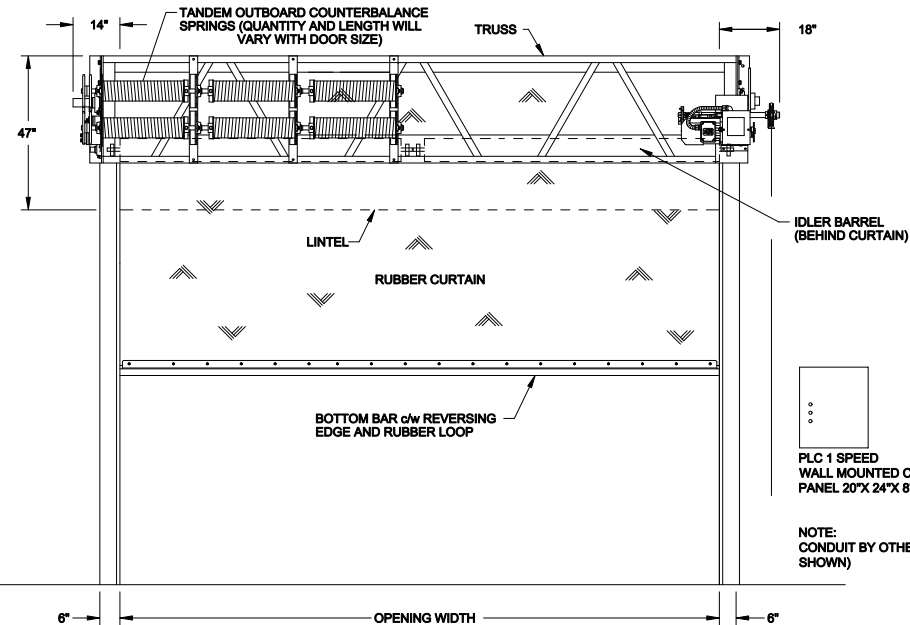 14"
TANDEM OUTBOARD COUNTERBALANCE
SPRINGS (QUANTITY AND LENGTH WILL
VARY WITH DOOR SIZE)
TRUSS
18"
47"
IDLER BARREL
(BEHIND CURTAIN)
LINTEL
RUBBER CURTAIN
BOTTOM BAR c/w REVERSING
EDGE AND RUBBER LOOP
PLC 1 SPEED
WALL MOUNTED
PANEL 20"X 24"X 8"
NOTE:
CONDUIT BY
SHOWN)
6"
OPENING WIDTH
6"